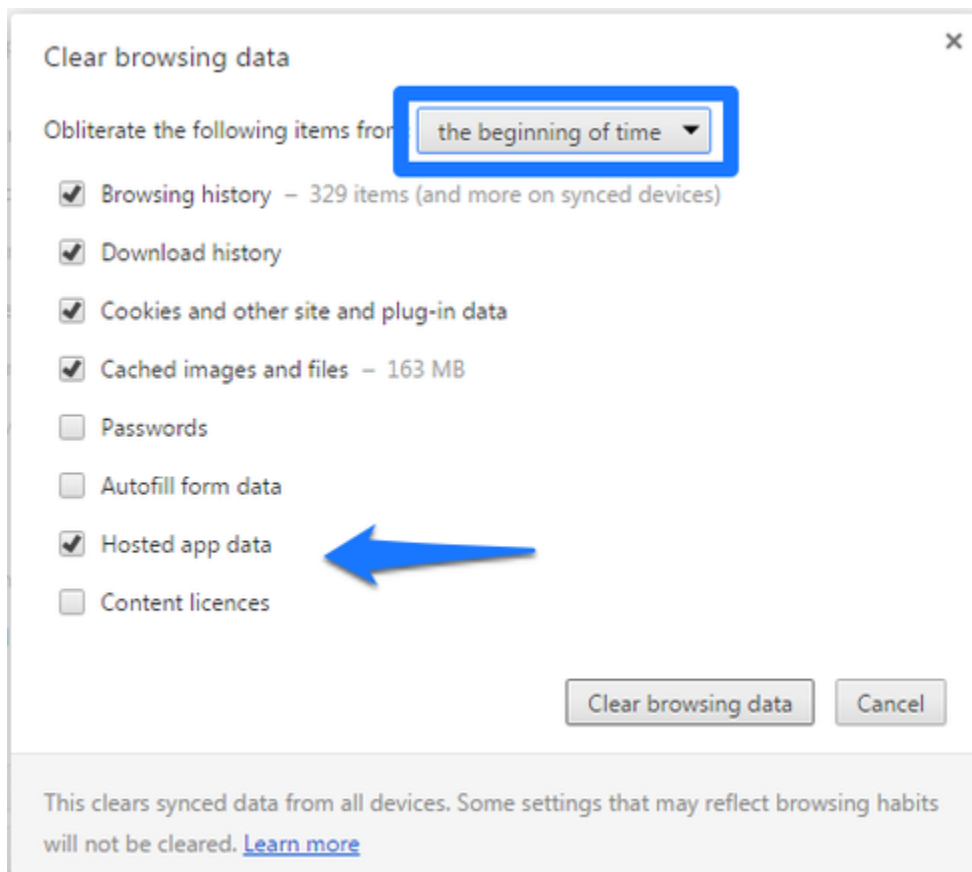 Clear browsing data
Obliterate the following items from: the beginning of time
Browsing history – 329 items (and more on synced devices)
Download history
Cookies and other site and plug-in data
Cached images and files – 163 MB
Passwords
Autofill form data
Hosted app data
Content licences
Clear browsing data Cancel
This clears synced data from all devices. Some settings that may reflect browsing habits
will not be cleared. Learn more